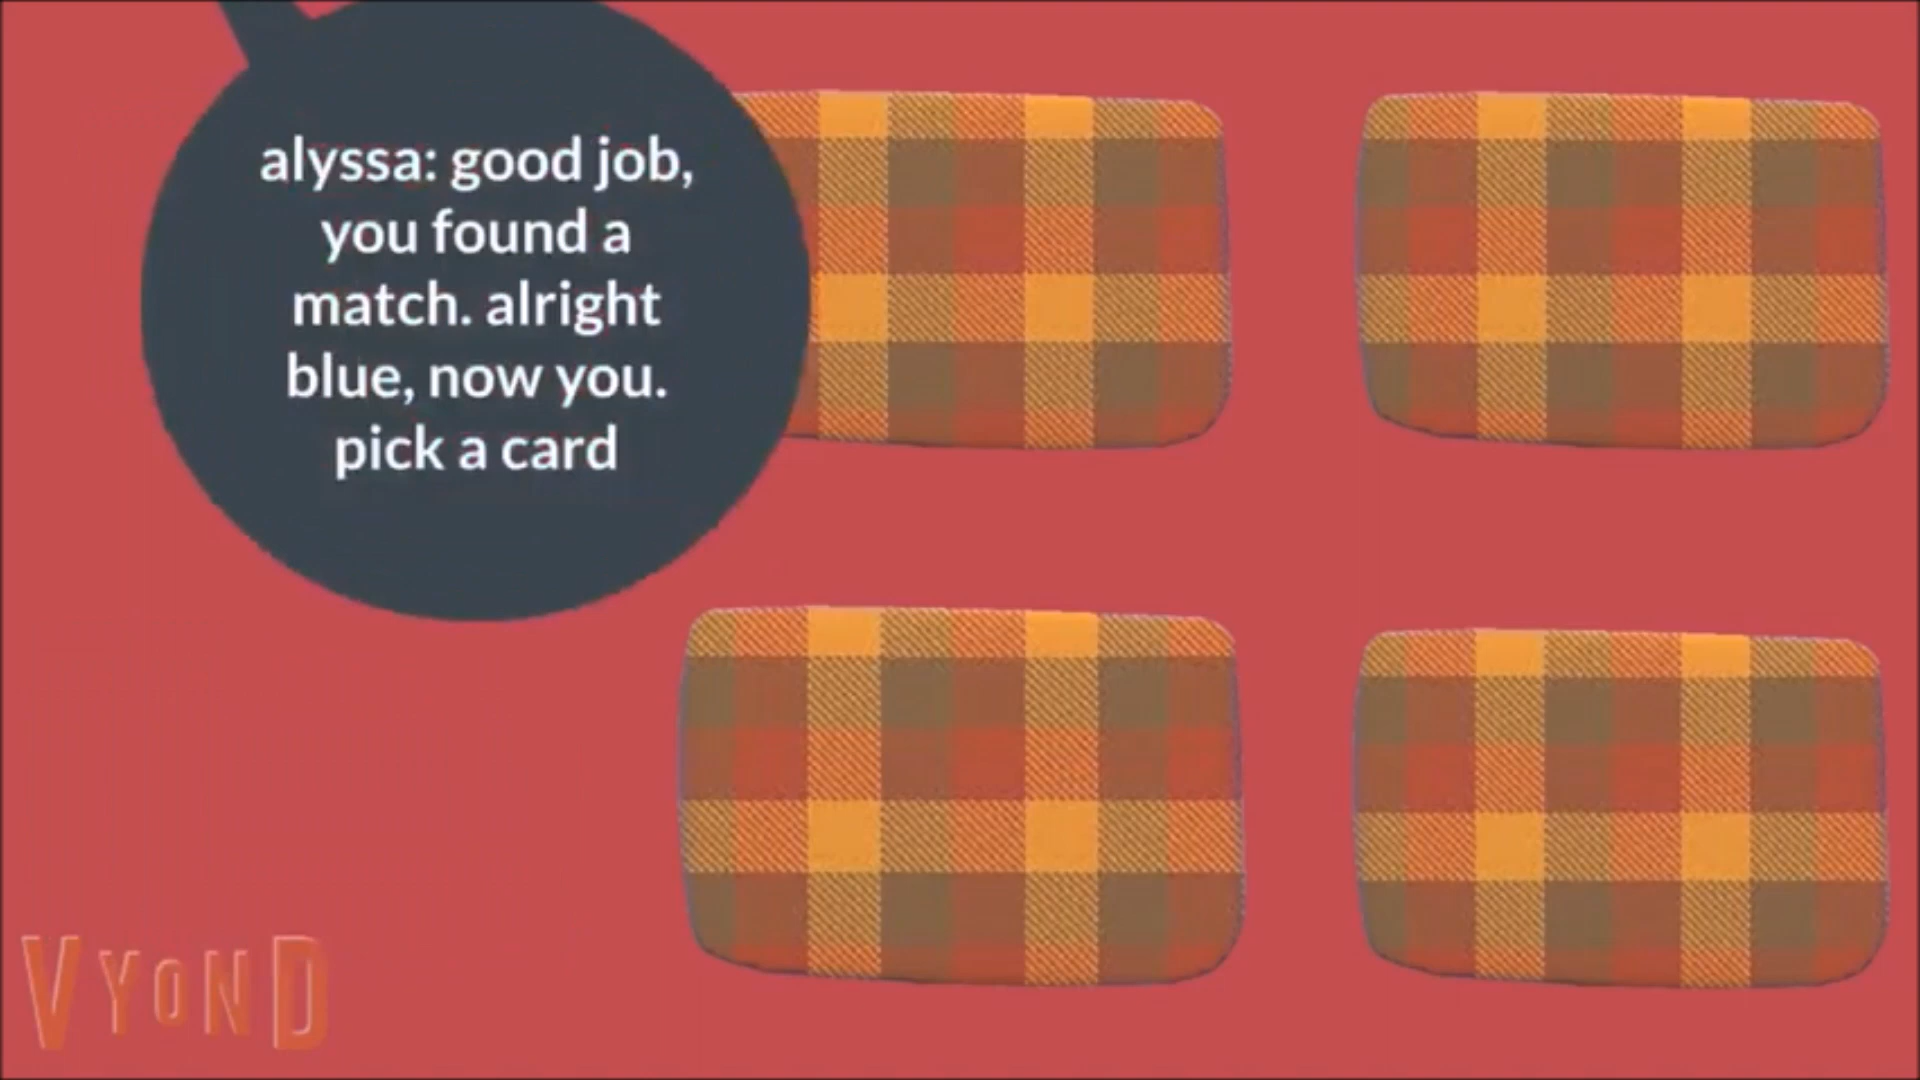 alyssa: good job,
you found a
match. alright
blue, now you.
pick a card
VYOND